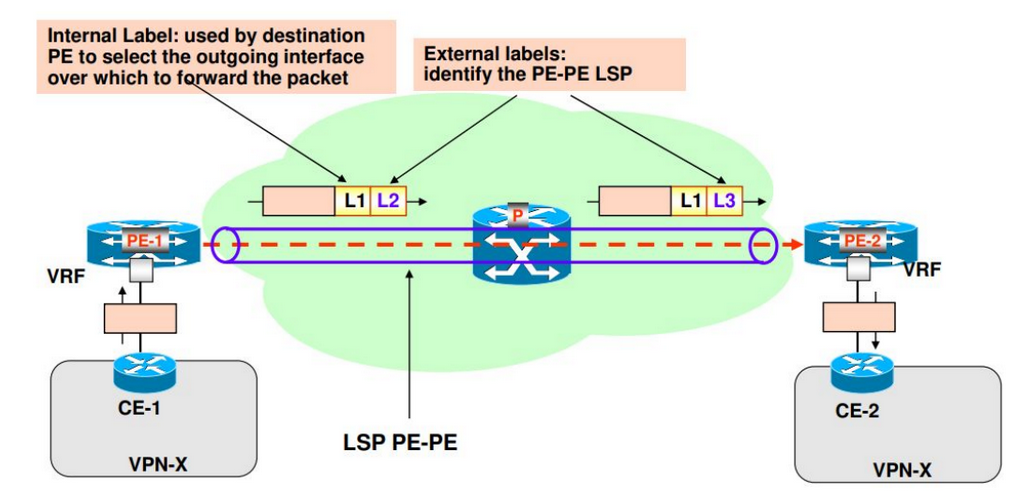 Internal Label: used by destination
PE to select the outgoing interface
over which to forward the packet
External labels:
identify the PE-PE LSP
L1 L2
L1 L3
P
PE-1
PE-2
VRF
VRF
CE-1
CE-2
LSP PE-PE
VPN-X
VPN-X